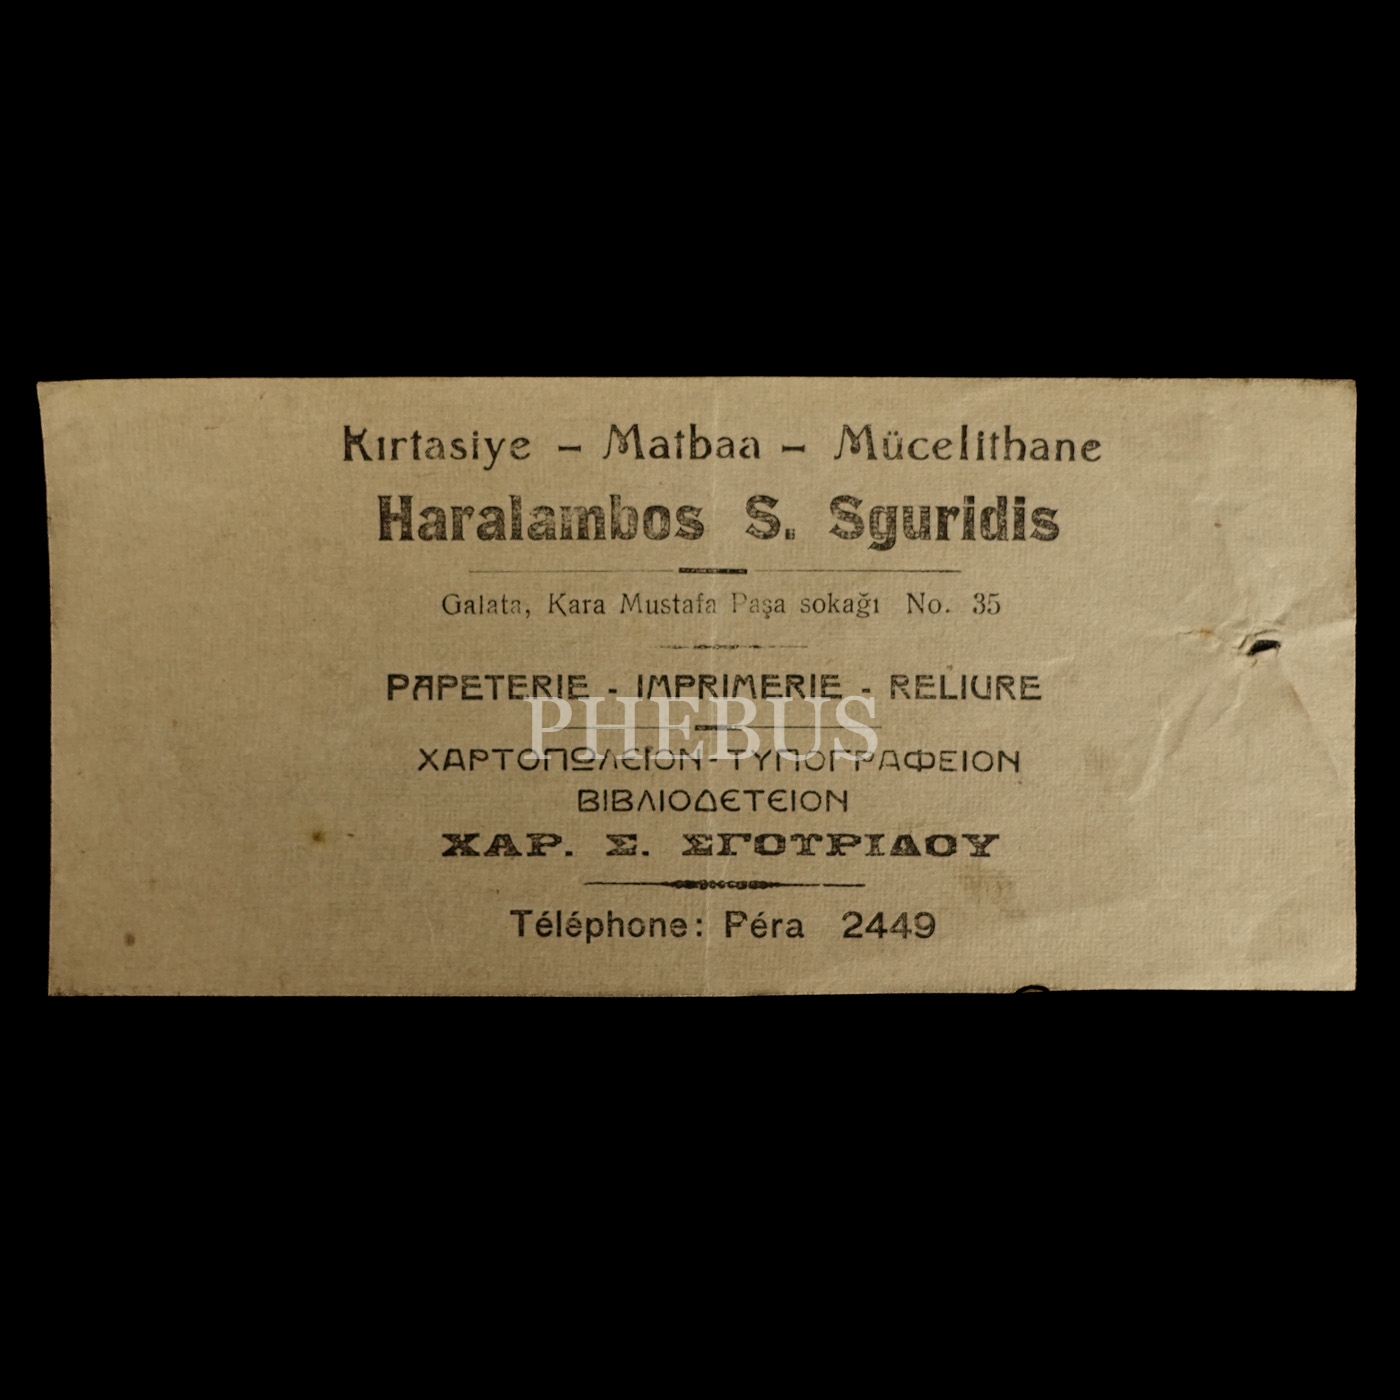 Kırtasiye – Matbaa – Mücelithane
Haralambos S. Sguridis
Galata, Kara Mustafa Paşa sokağı No. 35
PAPETERIE - IMPRIMERIE - RELIURE
PHEBUS
ΧΑΡΤΟΠΩΛΕΙΟΝ-ΤΥΠΟΓΡΑΦΕΙΟΝ
ΒΙΒΛΙΟΔΕΤΕΙΟΝ
ΧΑΡ. Σ. ΣΓΟΥΡΙΔΟΥ
Téléphone: Péra 2449